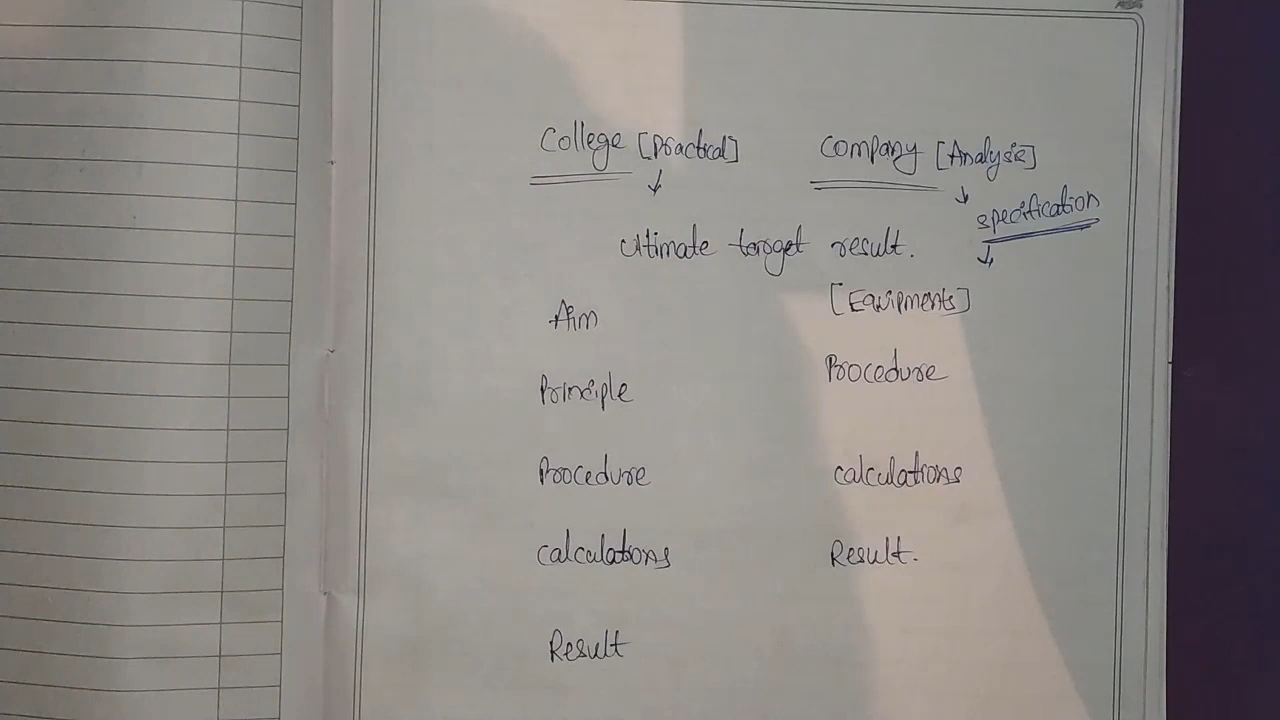 College [Practical]
Company [Analysis]
specification
Ultimate target result.
[Equipments]
Aim
Procedure
Principle
Procedure
calculations
calculations
Result.
Result